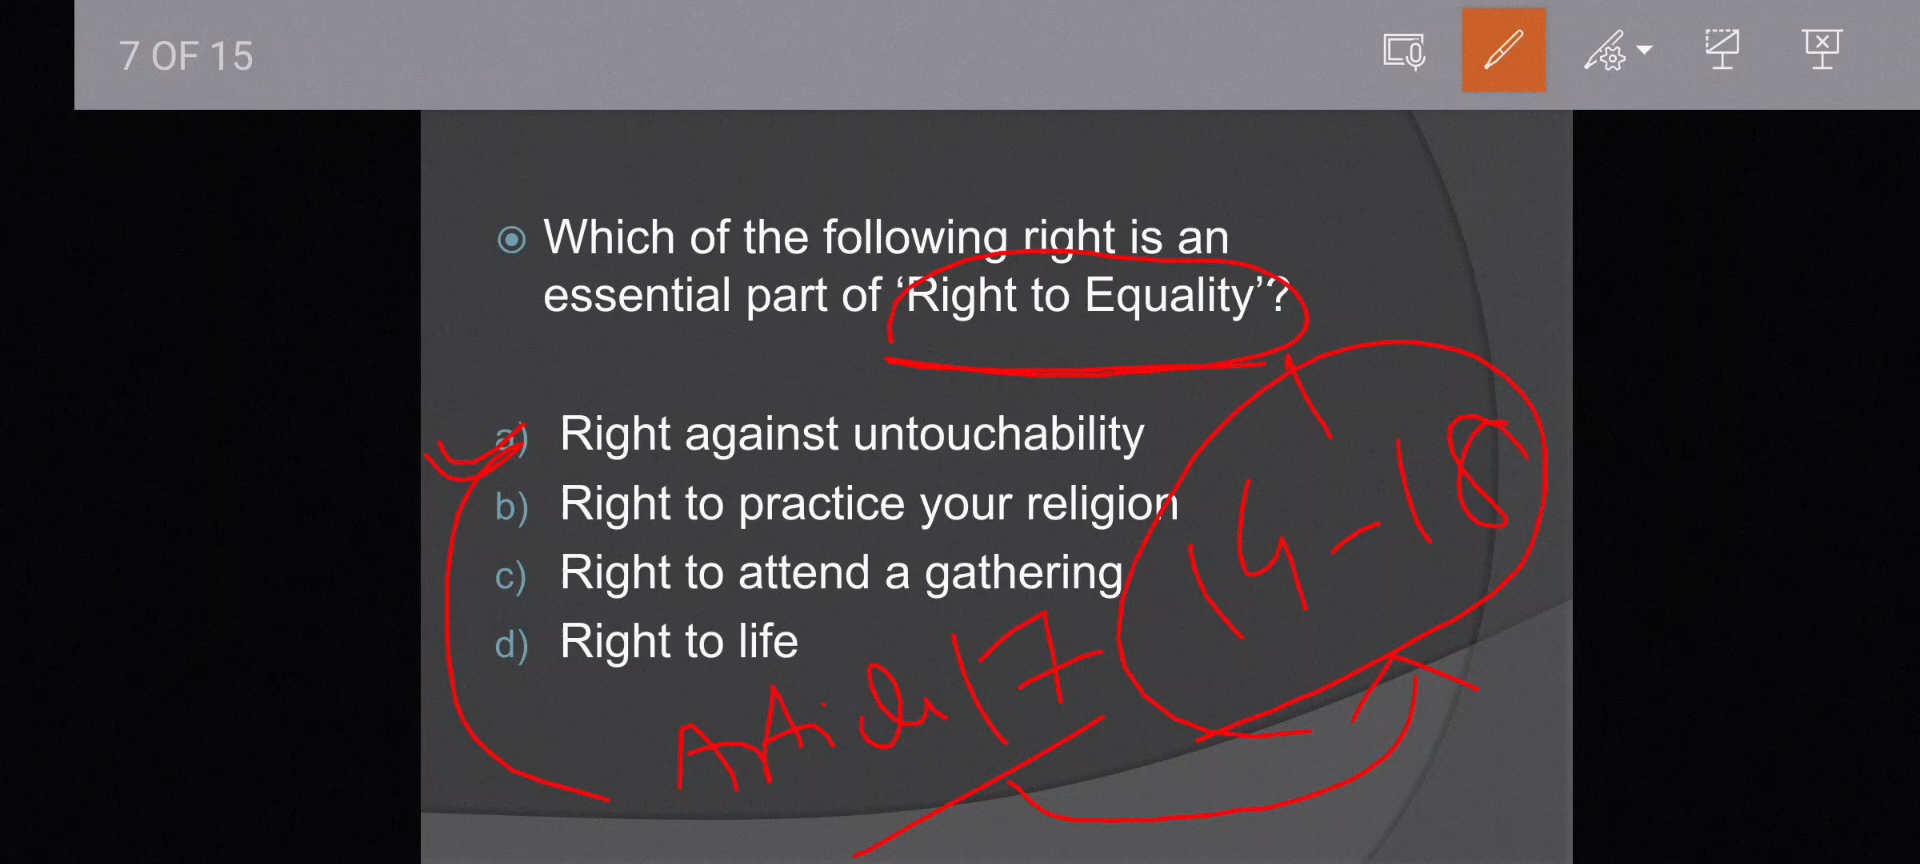 7 OF 15
Which of the following right is an
essential part of ‘Right to Equality’?
a) Right against untouchability
b) Right to practice your religion
c) Right to attend a gathering
d) Right to life
14-18
Article 17